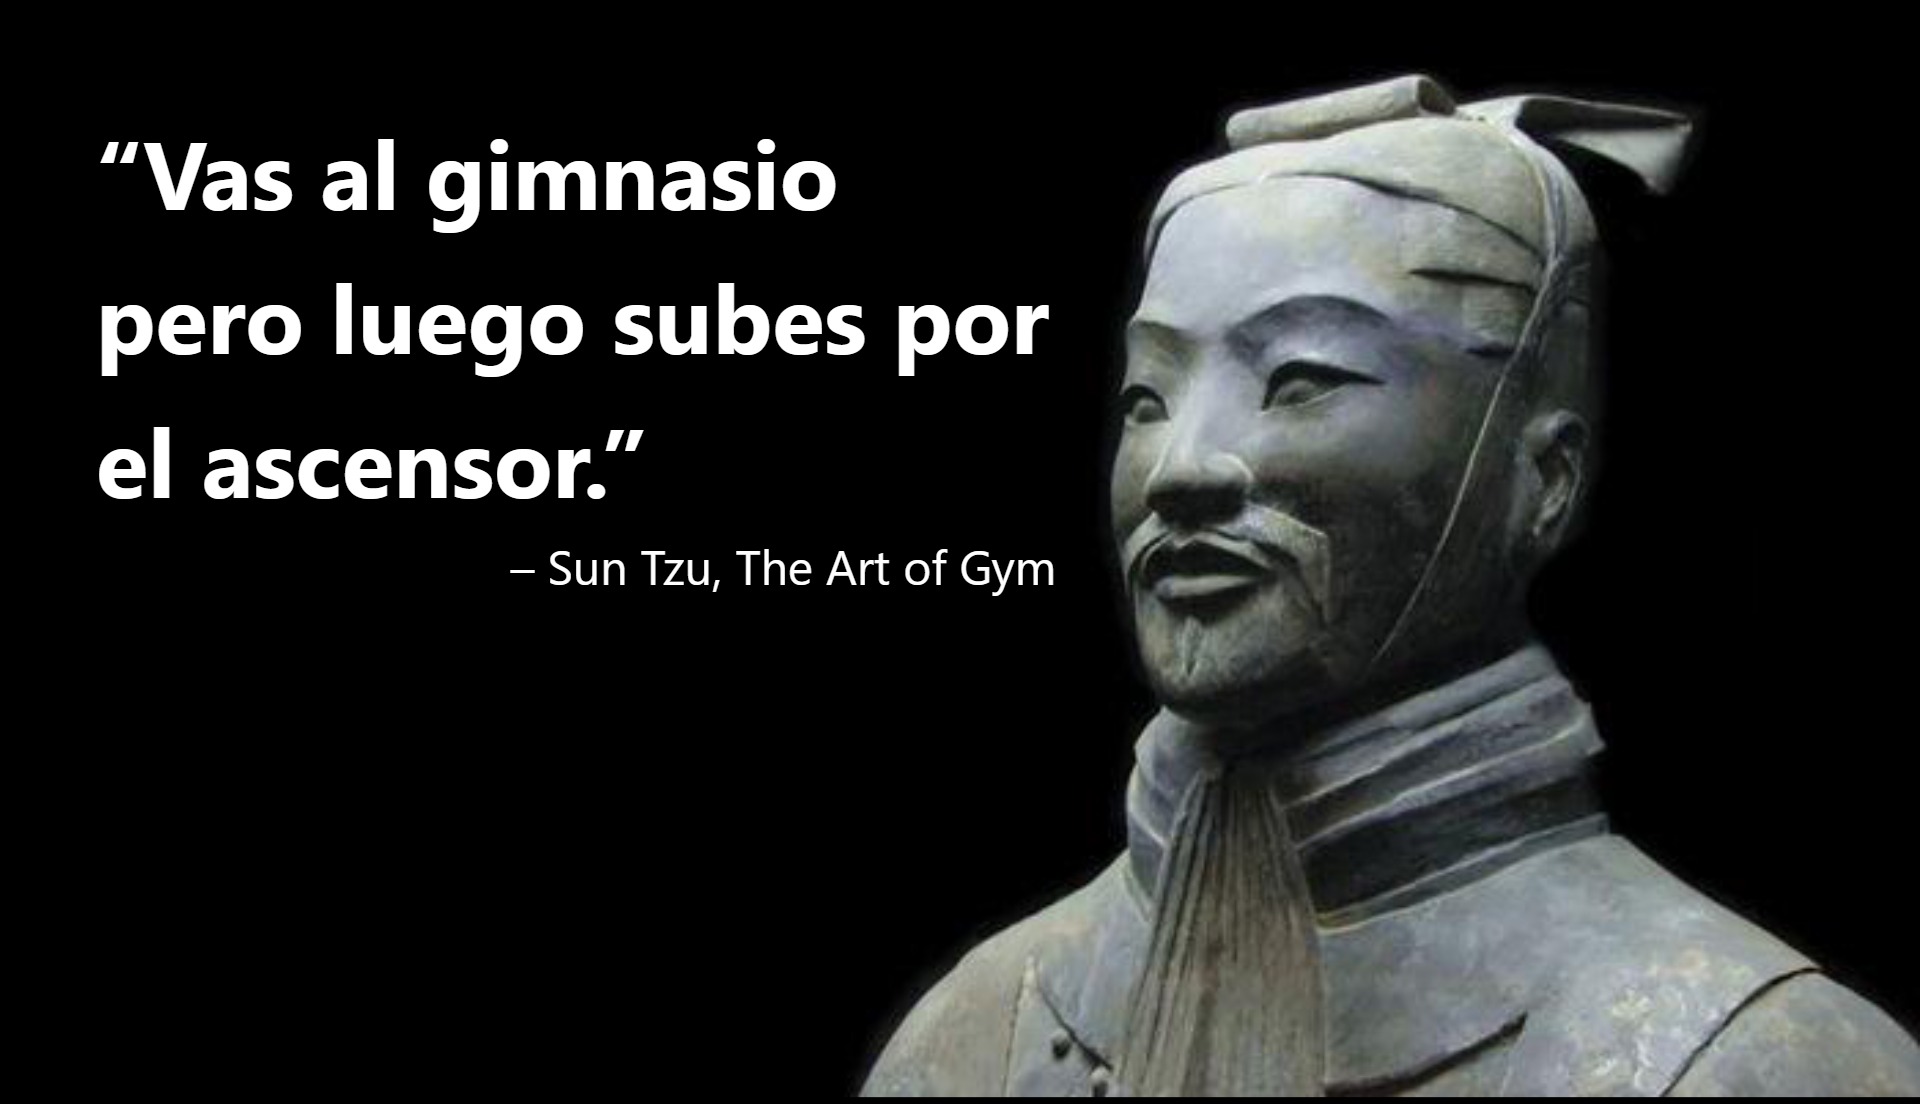 “Vas al gimnasio
pero luego subes por
el ascensor.”
– Sun Tzu, The Art of Gym